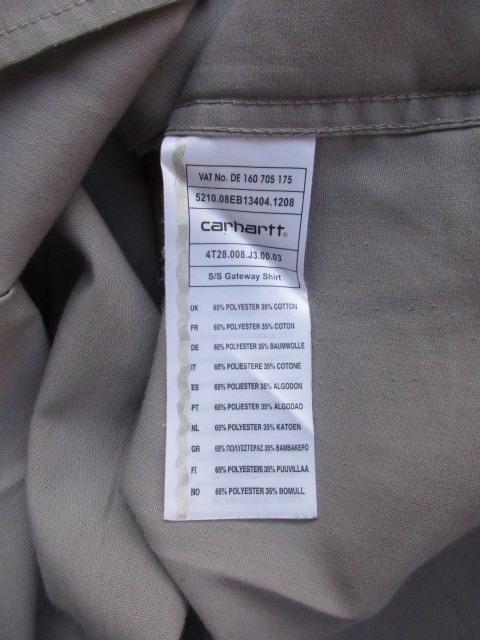 VAT No. DE 160 705 175
5210.08EB13404.1208
carhartt
4T28.008.J3.00.03
S/S Gateway Shirt
UK 65% POLYESTER 35% COTTON
FR 65% POLYESTER 35% COTON
DE 65% POLYESTER 35% BAUMWOLLE
IT 65% POLIESTERE 35% COTONE
ES 65% POLYESTER 35% ALGODON
PT 65% POLYESTER 35% ALGODAO
NL 65% POLYESTER 35% KATOEN
GR 65% ΠΟΛΥΕΣΤΕΡΑΣ 35% ΒΑΜΒΑΚΕΡΟ
FI 65% POLYESTERI 35% PUUVILLAA
NO 65% POLYESTER 35% BOMULL